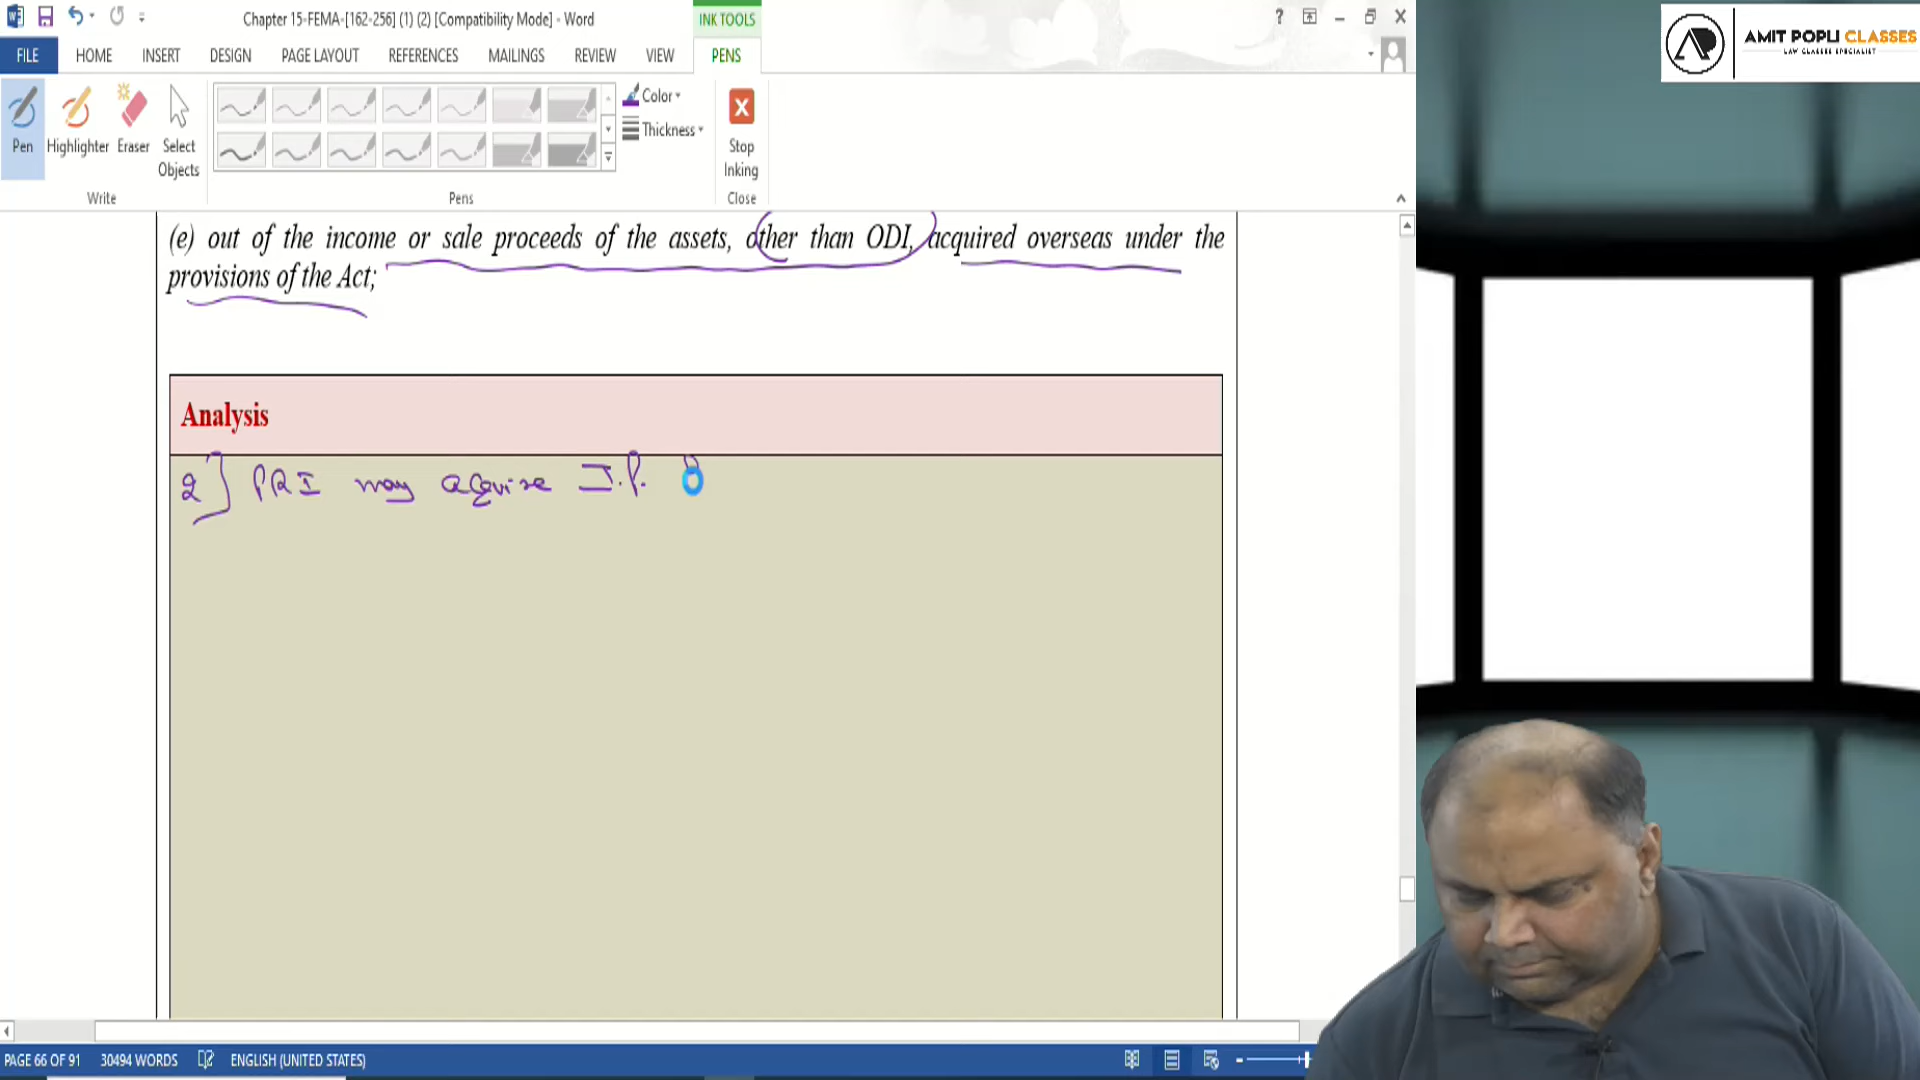 Chapter 15-FEMA-[162-256] (1) (2) [Compatibility Mode] - Word
INK TOOLS
?
FILE
HOME
INSERT
DESIGN
PAGE LAYOUT
REFERENCES
MAILINGS
REVIEW
VIEW
PENS
Pen
Highlighter
Eraser
Select Objects
Color
Thickness
Stop Inking
Write
Pens
Close
AMIT POPLI CLASSES
LAW CLASSES SPECIALIST
(e) out of the income or sale proceeds of the assets, other than ODI, acquired overseas under the
provisions of the Act;
Analysis
2] PRI may acquire I.P.
PAGE 66 OF 91
30494 WORDS
ENGLISH (UNITED STATES)